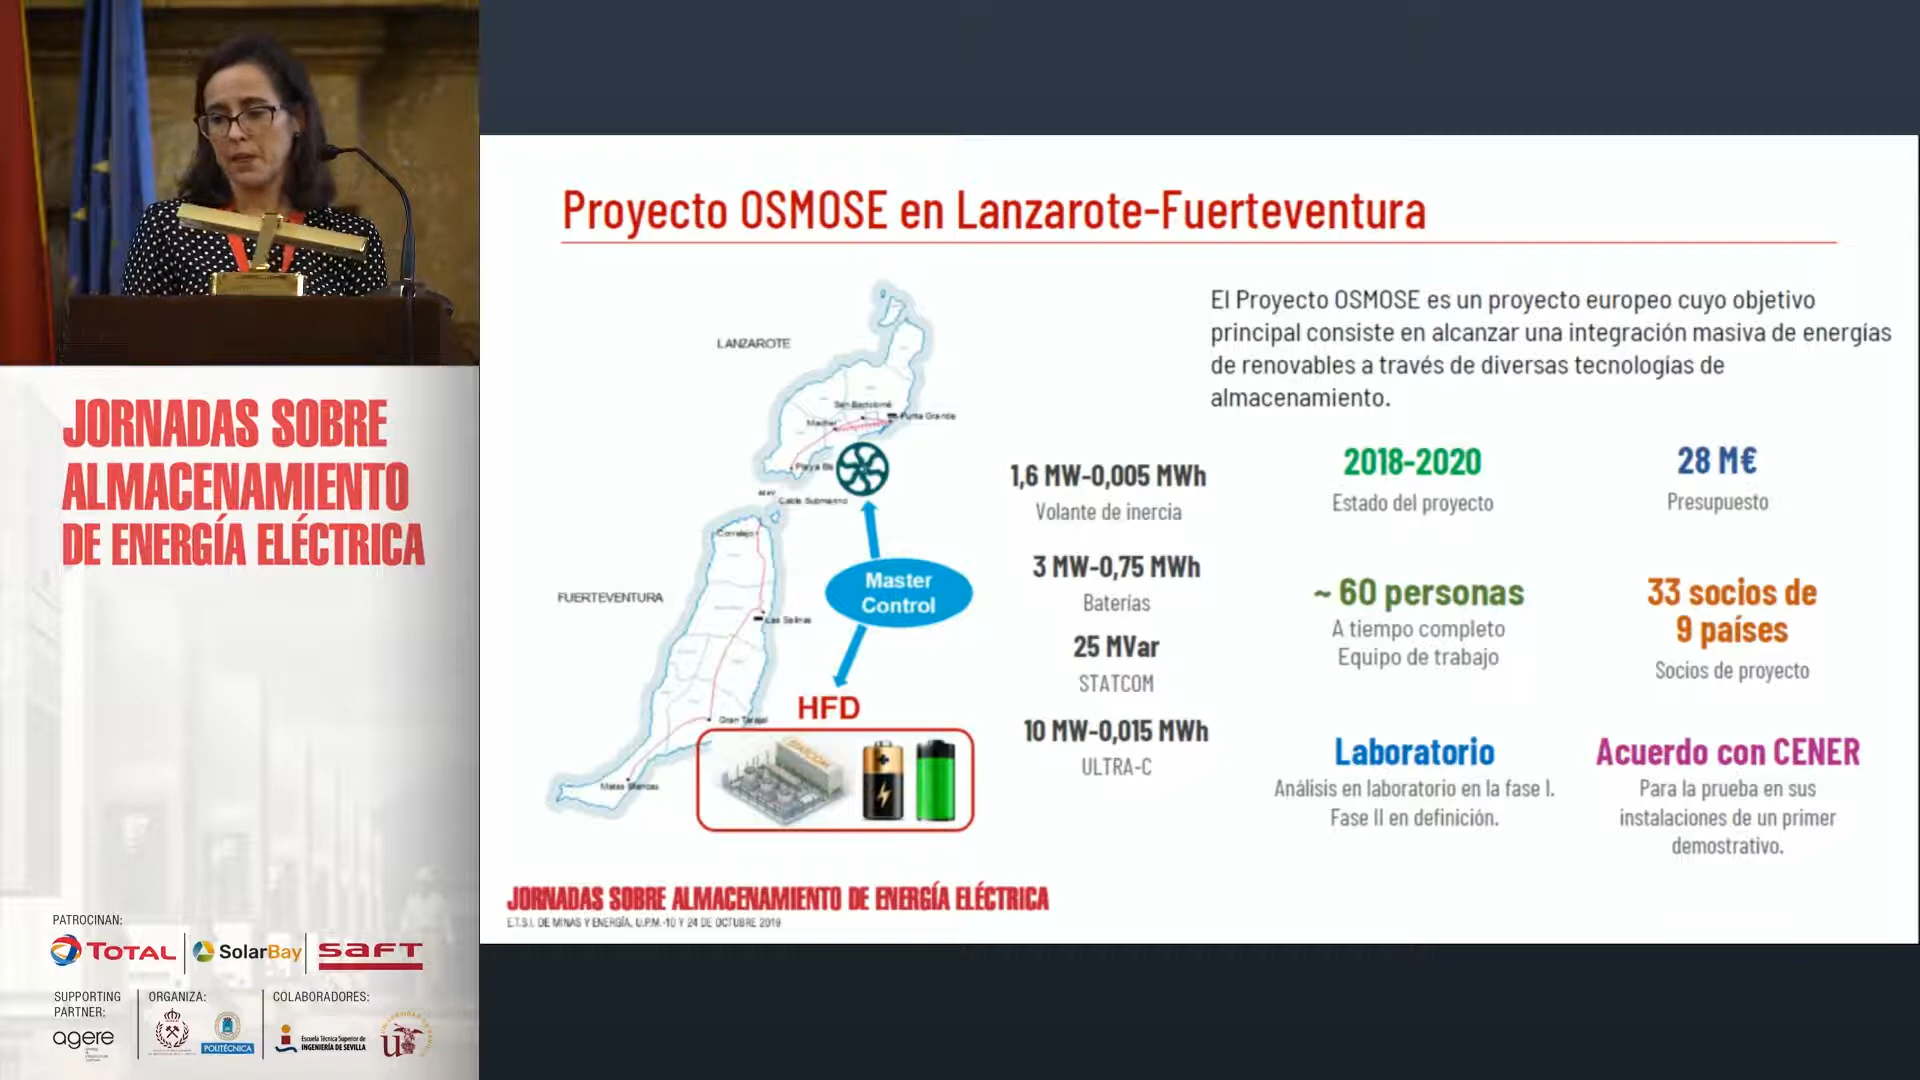 JORNADAS SOBRE
ALMACENAMIENTO
DE ENERGÍA ELÉCTRICA
PATROCINAN:
TOTAL
SolarBay
SAFT
SUPPORTING
PARTNER:
agere
ORGANIZA:
POLITÉCNICA
COLABORADORES:
Escuela Técnica Superior de
INGENIERÍA DE SEVILLA
Proyecto OSMOSE en Lanzarote-Fuerteventura
El Proyecto OSMOSE es un proyecto europeo cuyo objetivo
principal consiste en alcanzar una integración masiva de energías
de renovables a través de diversas tecnologías de
almacenamiento.
LANZAROTE
San Bartolomé
Punta Grande
Macher
Playa Bl
Cable Submarino
Corralejo
FUERTEVENTURA
Las Salinas
Gran Tarajal
Matas Blancas
Master
Control
HFD
STATCOM
1,6 MW-0,005 MWh
Volante de inercia
3 MW-0,75 MWh
Baterías
25 MVar
STATCOM
10 MW-0,015 MWh
ULTRA-C
2018-2020
Estado del proyecto
28 M€
Presupuesto
~ 60 personas
A tiempo completo
Equipo de trabajo
33 socios de
9 países
Socios de proyecto
Laboratorio
Análisis en laboratorio en la fase I.
Fase II en definición.
Acuerdo con CENER
Para la prueba en sus
instalaciones de un primer
demostrativo.
JORNADAS SOBRE ALMACENAMIENTO DE ENERGÍA ELÉCTRICA
E.T.S.I. DE MINAS Y ENERGÍA, U.P.M.-10 Y 24 DE OCTUBRE 2019